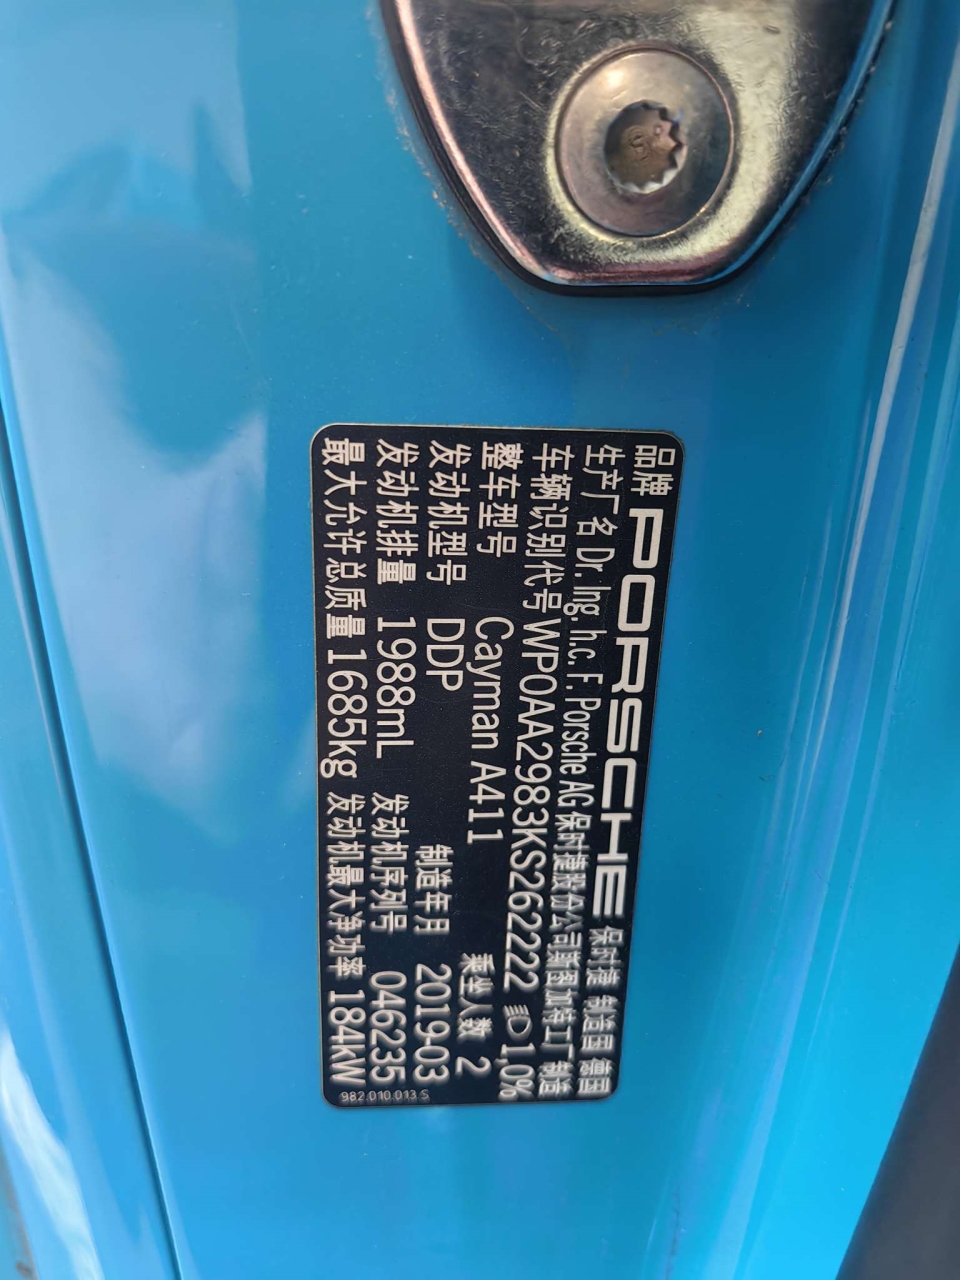 品牌 PORSCHE 保时捷 制造国 德国
生产厂名 Dr. Ing. h.c. F. Porsche AG 保时捷股份公司斯图加特工厂 制造
车辆识别代号 WP0AA2983KS262222 1,0%
整车型号 Cayman A411 乘坐人数 2
发动机型号 DDP 制造年月 2019-03
发动机排量 1988mL 发动机序列号 046235
最大允许总质量 1685kg 发动机最大净功率 184kW
982.010.013.S